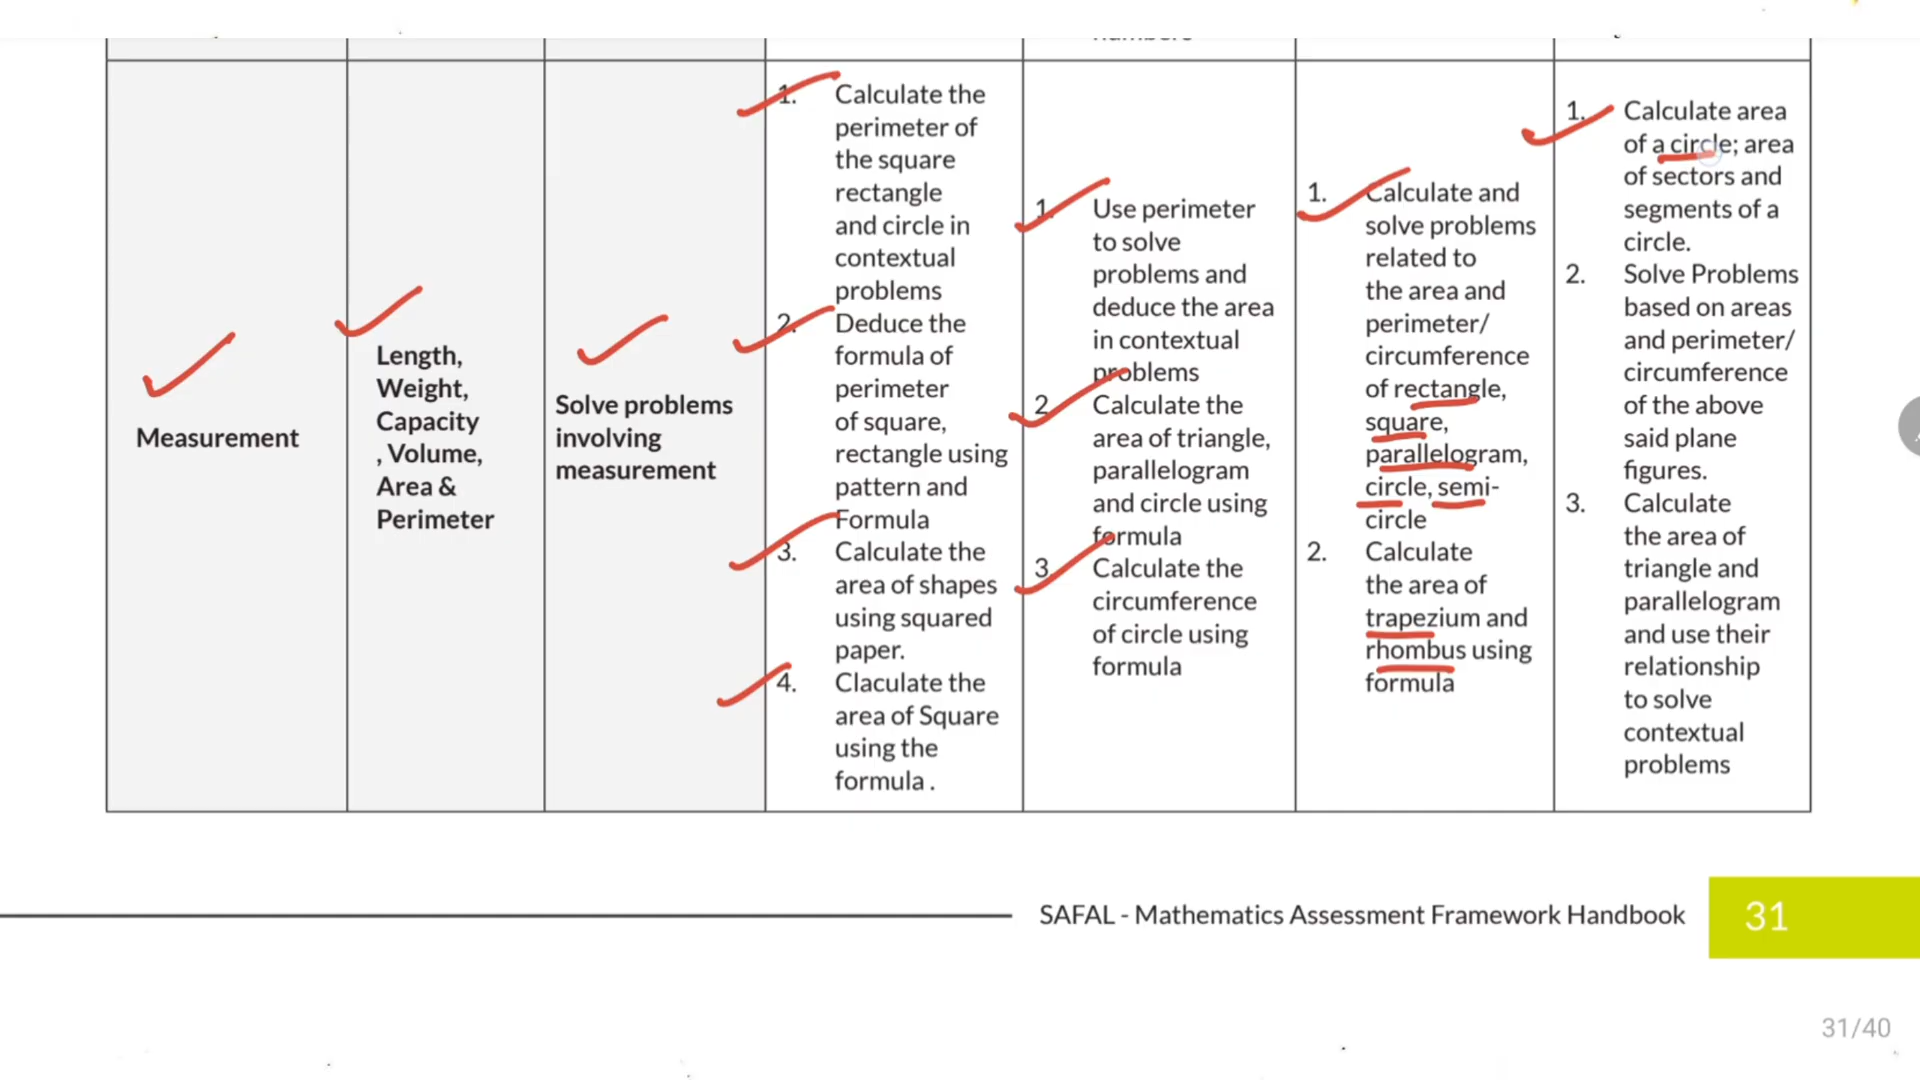 Measurement
Length,
Weight,
Capacity
, Volume,
Area &
Perimeter
Solve problems
involving
measurement
1. Calculate the
perimeter of
the square
rectangle
and circle in
contextual
problems
2. Deduce the
formula of
perimeter
of square,
rectangle using
pattern and
Formula
3. Calculate the
area of shapes
using squared
paper.
4. Claculate the
area of Square
using the
formula .
1. Use perimeter
to solve
problems and
deduce the area
in contextual
problems
2. Calculate the
area of triangle,
parallelogram
and circle using
formula
3. Calculate the
circumference
of circle using
formula
1. Calculate and
solve problems
related to
the area and
perimeter/
circumference
of rectangle,
square,
parallelogram,
circle, semi-
circle
2. Calculate
the area of
trapezium and
rhombus using
formula
1. Calculate area
of a circle; area
of sectors and
segments of a
circle.
2. Solve Problems
based on areas
and perimeter/
circumference
of the above
said plane
figures.
3. Calculate
the area of
triangle and
parallelogram
and use their
relationship
to solve
contextual
problems
SAFAL - Mathematics Assessment Framework Handbook
31
31/40